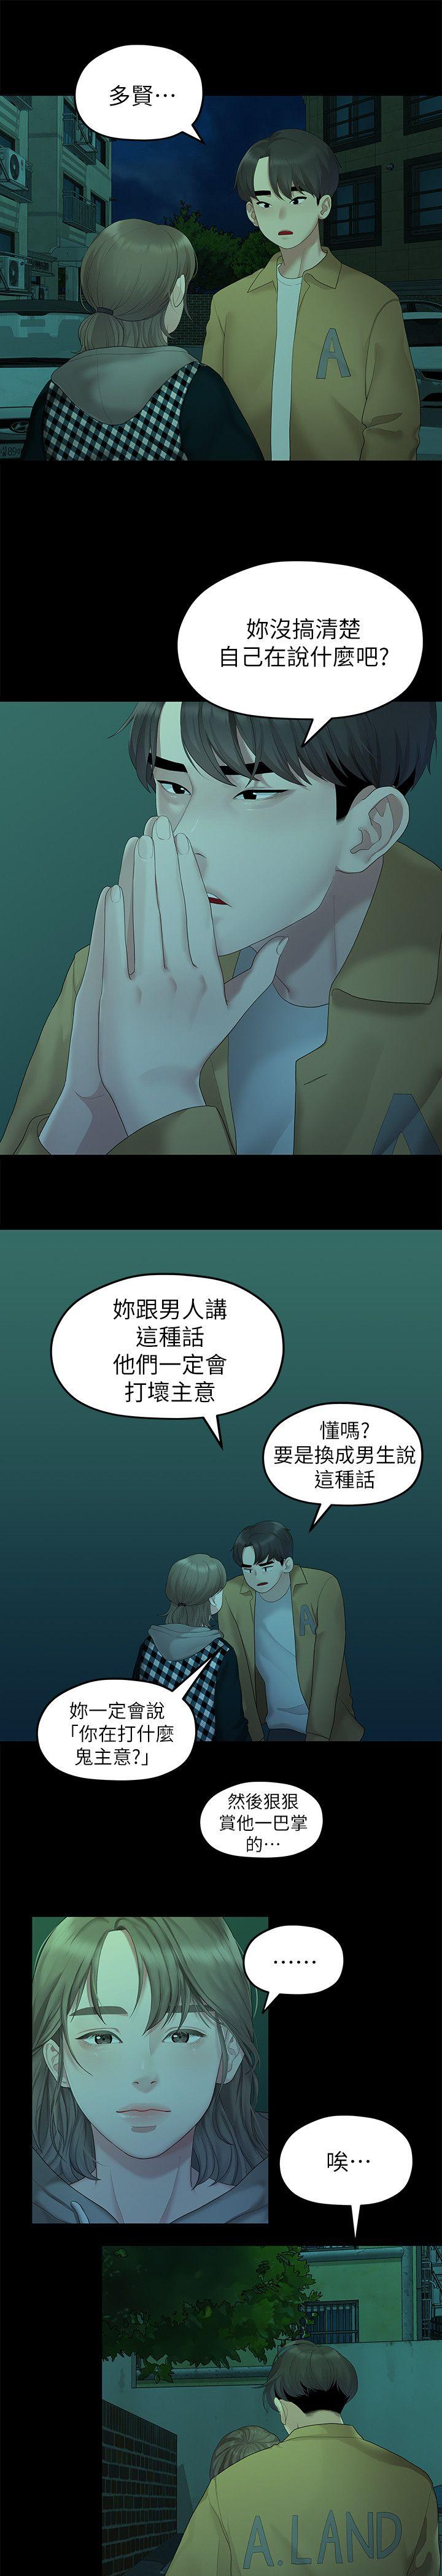 多賢⋯
A
妳沒搞清楚
自己在說什麼吧?
A
妳跟男人講
這種話
他們一定會
打壞主意
懂嗎?
要是換成男生說
這種話
A
妳一定會說
「你在打什麼
鬼主意?」
然後狠狠
賞他一巴掌
的⋯
⋯⋯
唉⋯
A.LAND